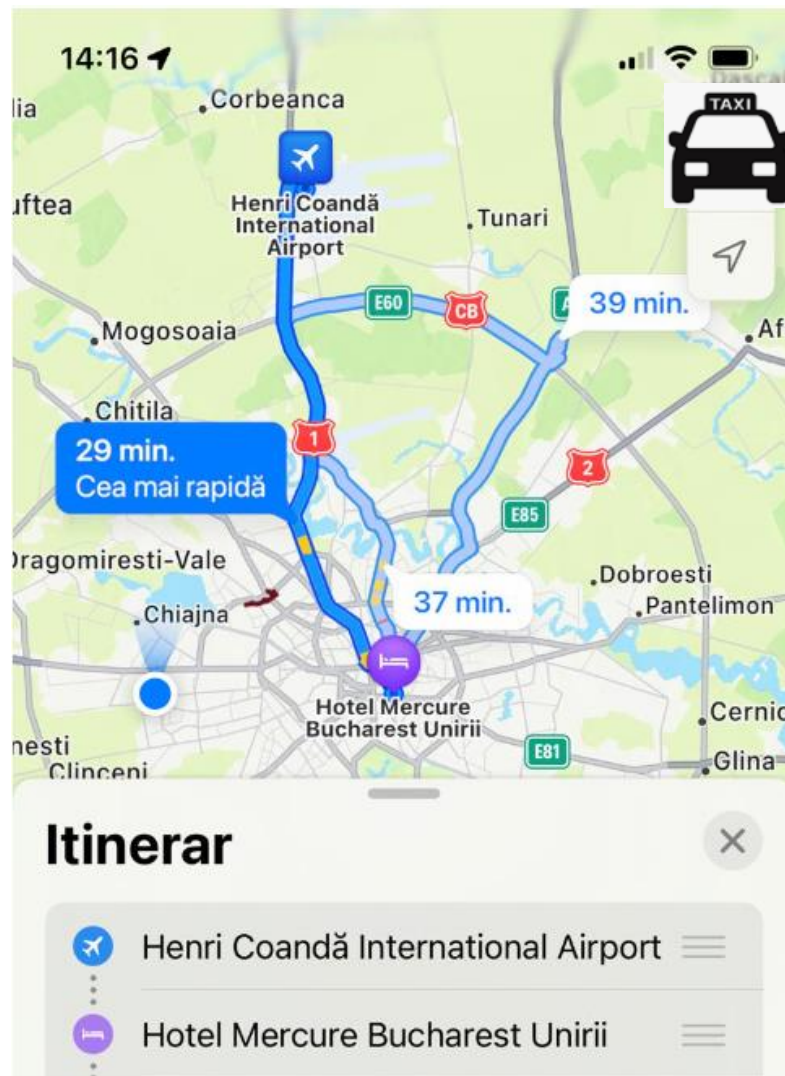 14:16
TAXI
Corbeanca
Henri Coandă
International
Airport
Tunari
E60
CB
39 min.
Mogosoaia
Chitila
1
29 min.
Cea mai rapidă
2
E85
Dragomiresti-Vale
Dobroesti
Chiajna
37 min.
Pantelimon
Hotel Mercure
Bucharest Unirii
E81
Glina
Clinceni
Itinerar
Henri Coandă International Airport
Hotel Mercure Bucharest Unirii